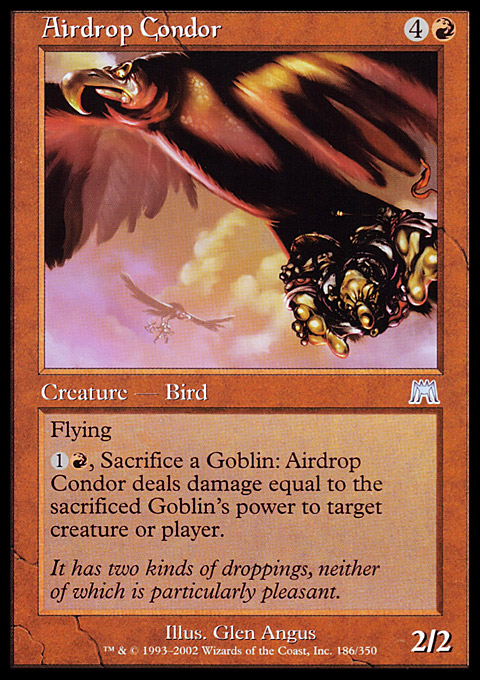 Airdrop Condor 4
Creature — Bird
Flying
1, Sacrifice a Goblin: Airdrop
Condor deals damage equal to the
sacrificed Goblin's power to target
creature or player.
It has two kinds of droppings, neither
of which is particularly pleasant.
Illus. Glen Angus
™ & © 1993–2002 Wizards of the Coast, Inc. 186/350
2/2